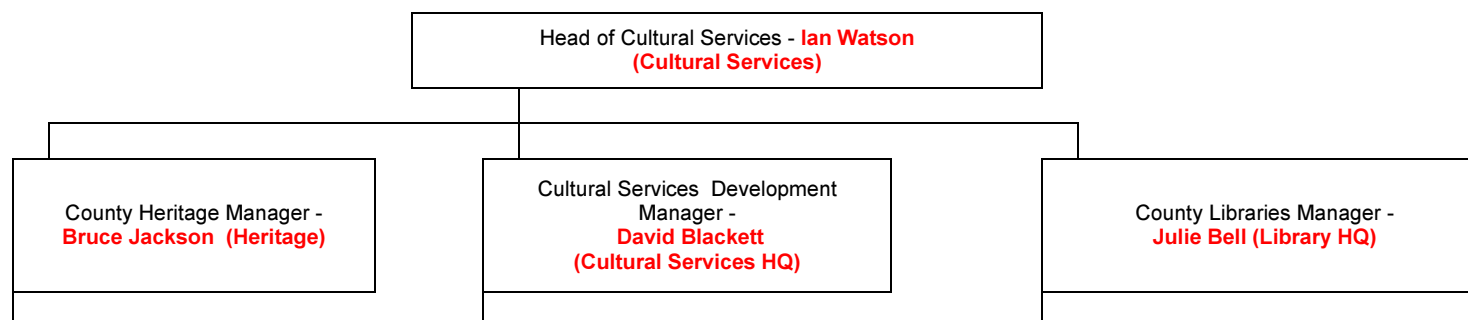 Head of Cultural Services - Ian Watson
(Cultural Services)
County Heritage Manager -
Bruce Jackson (Heritage)
Cultural Services Development
Manager -
David Blackett
(Cultural Services HQ)
County Libraries Manager -
Julie Bell (Library HQ)